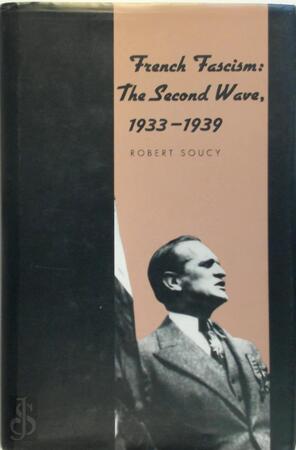 French Fascism:
The Second Wave,
1933–1939
ROBERT SOUCY